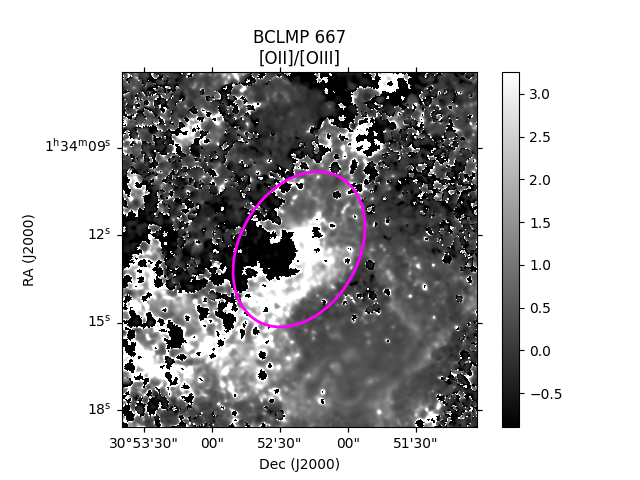 BCLMP 667
[OII]/[OIII]
1ʰ34ᵐ09ˢ
12ˢ
15ˢ
18ˢ
RA (J2000)
30°53'30" 00" 52'30" 00" 51'30"
Dec (J2000)
3.0
2.5
2.0
1.5
1.0
0.5
0.0
−0.5